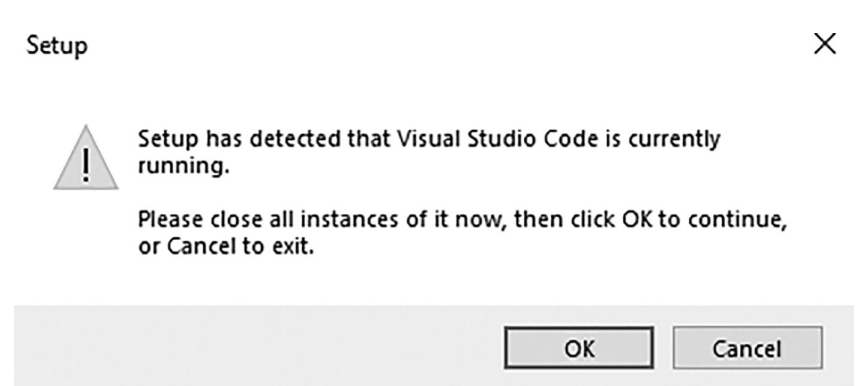 Setup
Setup has detected that Visual Studio Code is currently
running.
Please close all instances of it now, then click OK to continue,
or Cancel to exit.
OK
Cancel